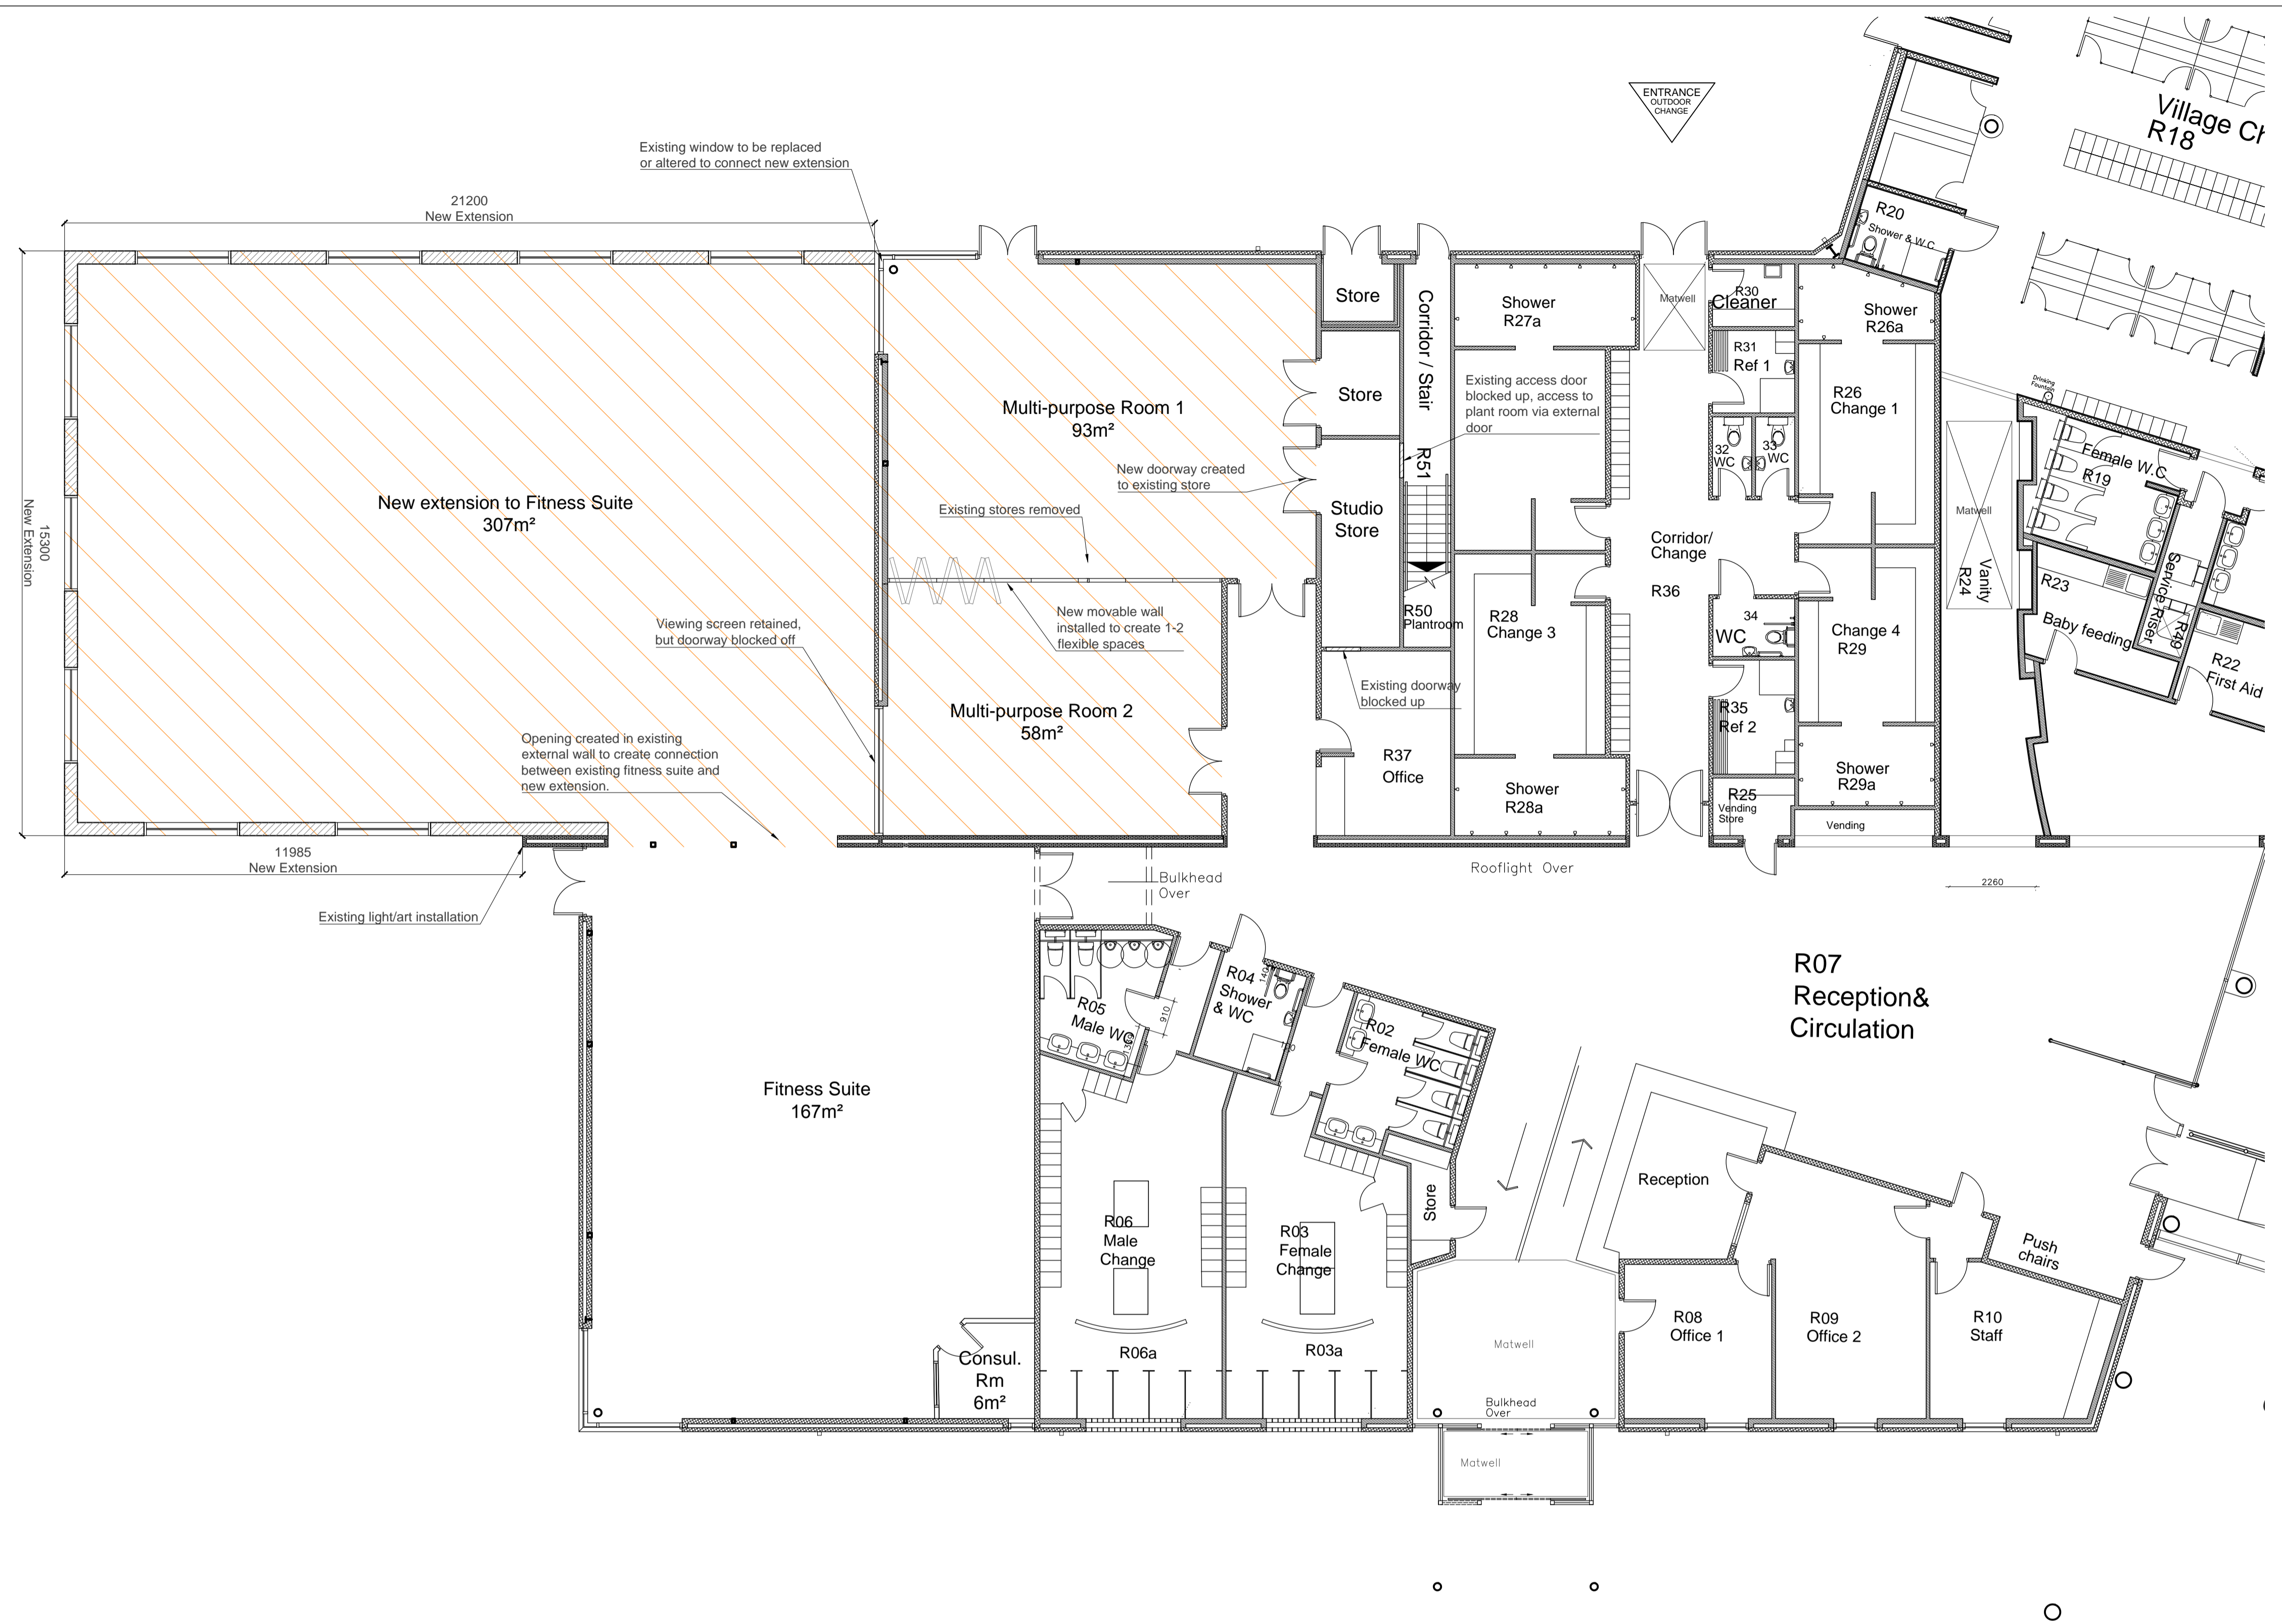 ENTRANCE
OUTDOOR
CHANGE
Village Ch
R18
Existing window to be replaced
or altered to connect new extension
21200
New Extension
R20
Shower & W.C
15300
New Extension
New extension to Fitness Suite
307m²
Multi-purpose Room 1
93m²
Store
Store
Studio
Store
Corridor / Stair
R51
Shower
R27a
Matwell
R30
Cleaner
R31
Ref 1
Shower
R26a
R26
Change 1
Existing access door
blocked up, access to
plant room via external
door
New doorway created
to existing store
Existing stores removed
32
WC
33
WC
Drinking
Fountain
Female W.C
R19
Matwell
Vanity
R24
Service Riser
R49
R23
Baby feeding
R22
First Aid
Corridor/
Change
R36
New movable wall
installed to create 1-2
flexible spaces
Viewing screen retained,
but doorway blocked off
R50
Plantroom
R28
Change 3
34
WC
Change 4
R29
Multi-purpose Room 2
58m²
Existing doorway
blocked up
R37
Office
R35
Ref 2
Shower
R28a
Shower
R29a
R25
Vending
Store
Vending
Opening created in existing
external wall to create connection
between existing fitness suite and
new extension.
11985
New Extension
Existing light/art installation
Bulkhead
Over
Rooflight Over
2260
R05
Male WC
910
R04
Shower
& WC
R02
Female WC
R07
Reception&
Circulation
Fitness Suite
167m²
Reception
Store
R06
Male
Change
R03
Female
Change
Push
chairs
Consul.
Rm
6m²
R06a
R03a
Matwell
R08
Office 1
R09
Office 2
R10
Staff
Bulkhead
Over
Matwell